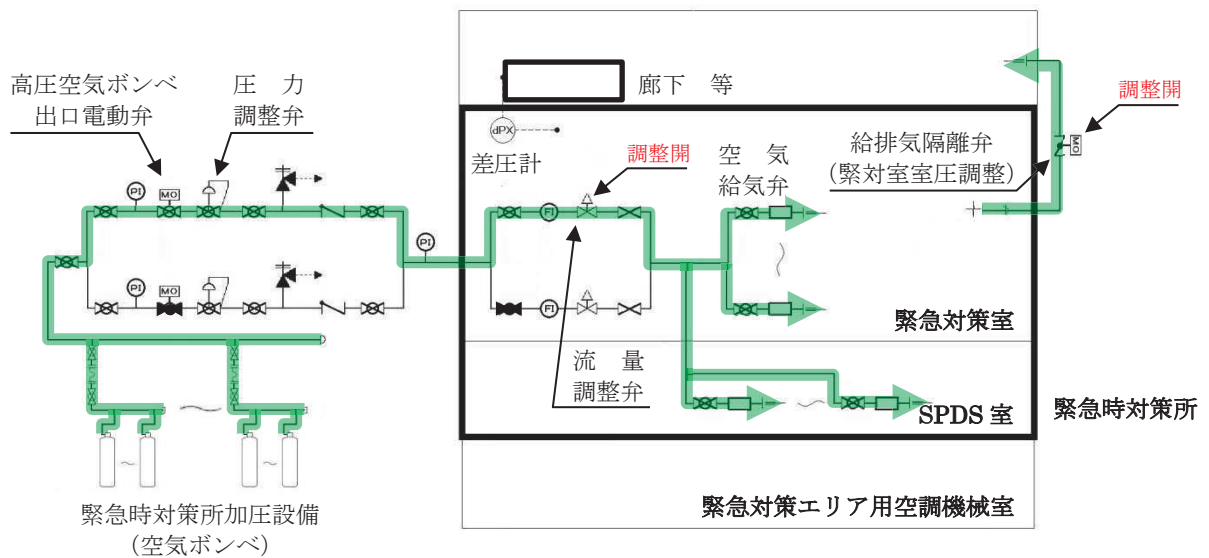 高圧空気ボンベ
出口電動弁
圧　力
調整弁
廊下　等
調整開
dPX
差圧計
調整開
空　気
給気弁
給排気隔離弁
(緊対室室圧調整)
MO
PI
MO
FI
PI
PI
MO
FI
緊急対策室
流　量
調整弁
SPDS 室
緊急時対策所
緊急対策エリア用空調機械室
緊急時対策所加圧設備
(空気ボンベ)